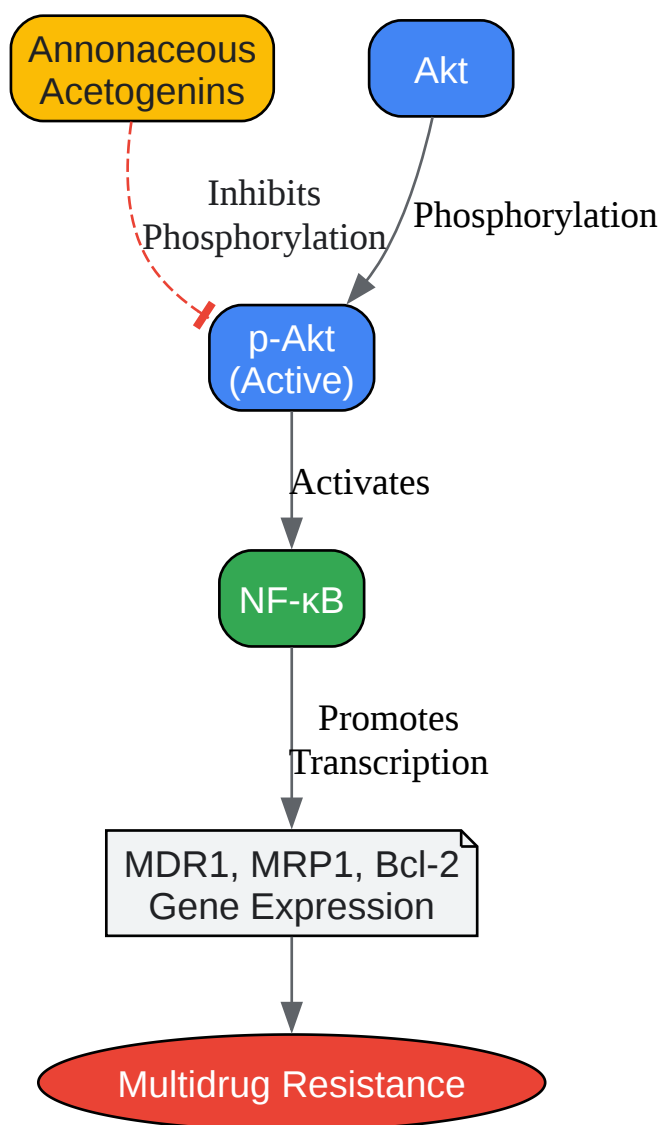 Annonaceous
Acetogenins
Akt
Inhibits
Phosphorylation
Phosphorylation
p-Akt
(Active)
Activates
NF-κB
Promotes
Transcription
MDR1, MRP1, Bcl-2
Gene Expression
Multidrug Resistance